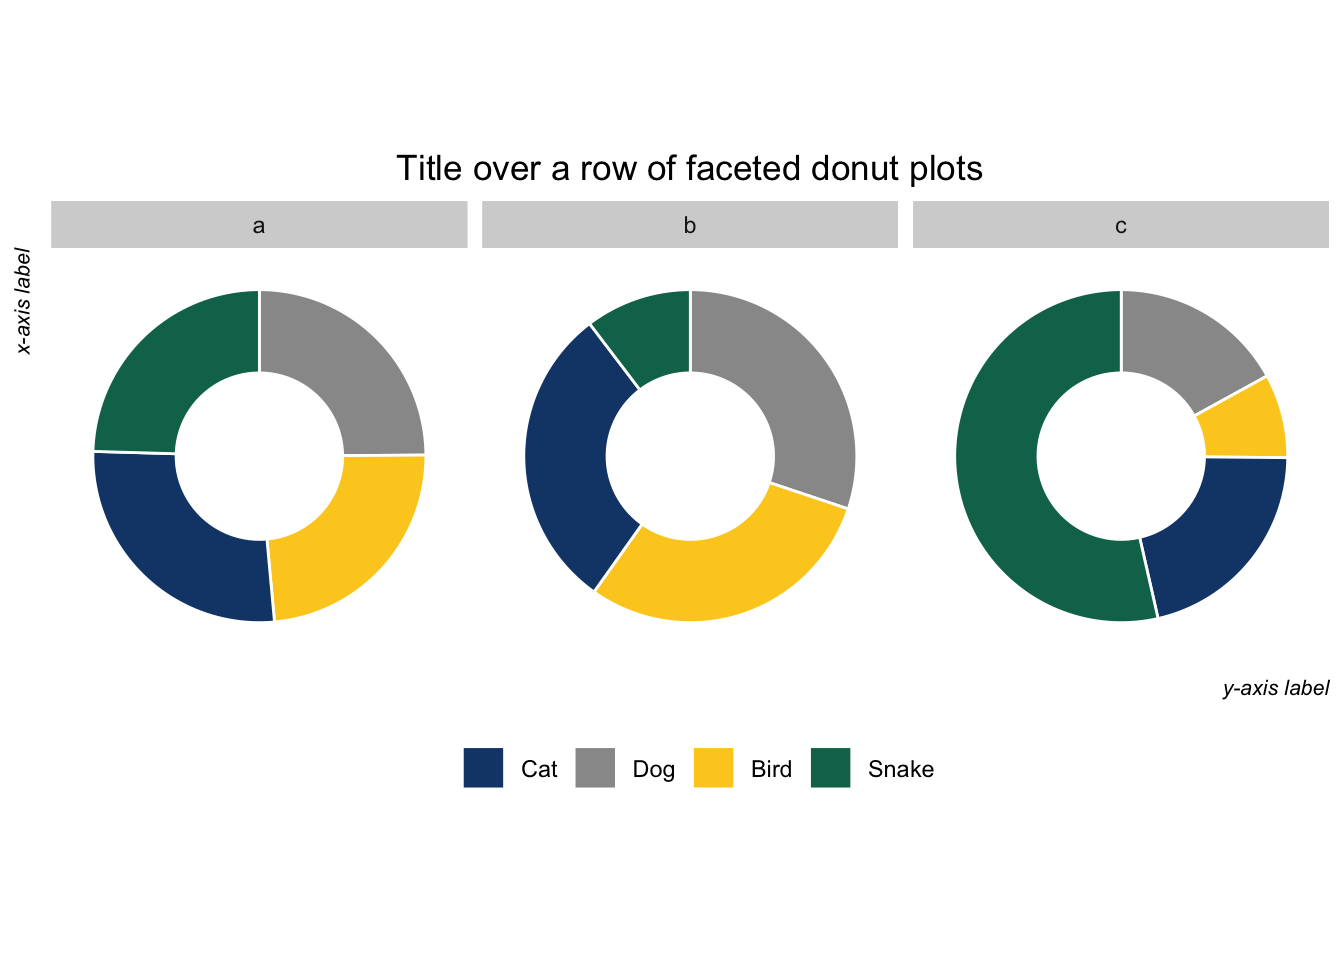 Title over a row of faceted donut plots
a
b
c
x-axis label
y-axis label
Cat
Dog
Bird
Snake